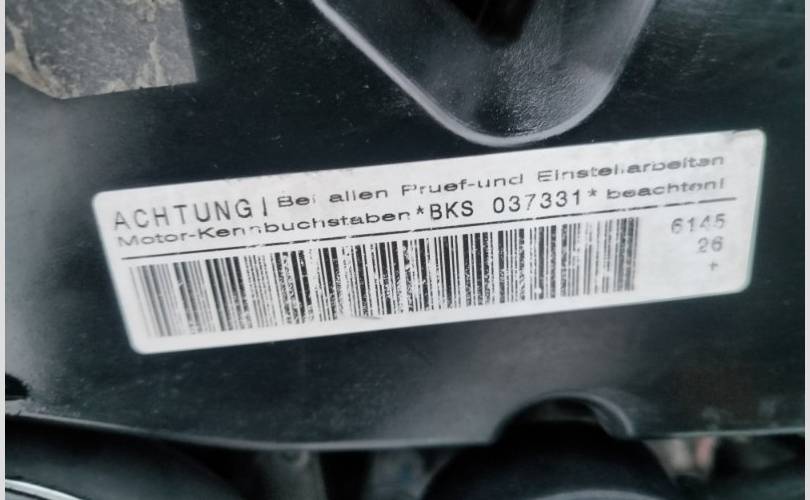 ACHTUNG! Bei allen Pruef-und Einstellarbeiten
Motor-Kennbuchstaben*BKS 037331* beachten!
6145
26
+